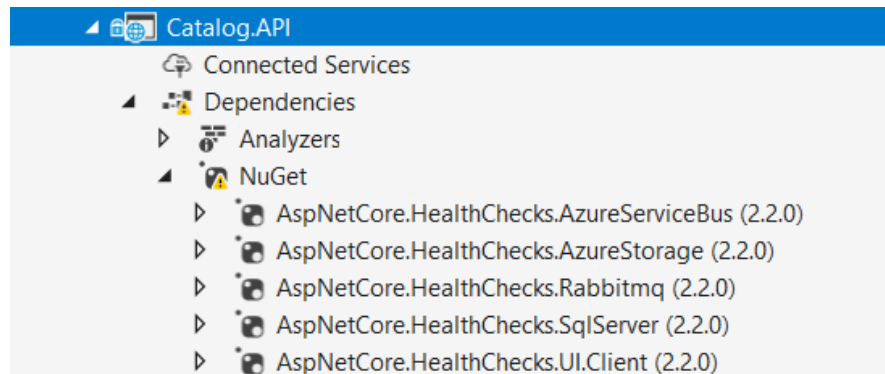 Catalog.API
Connected Services
Dependencies
Analyzers
NuGet
AspNetCore.HealthChecks.AzureServiceBus (2.2.0)
AspNetCore.HealthChecks.AzureStorage (2.2.0)
AspNetCore.HealthChecks.Rabbitmq (2.2.0)
AspNetCore.HealthChecks.SqlServer (2.2.0)
AspNetCore.HealthChecks.UI.Client (2.2.0)